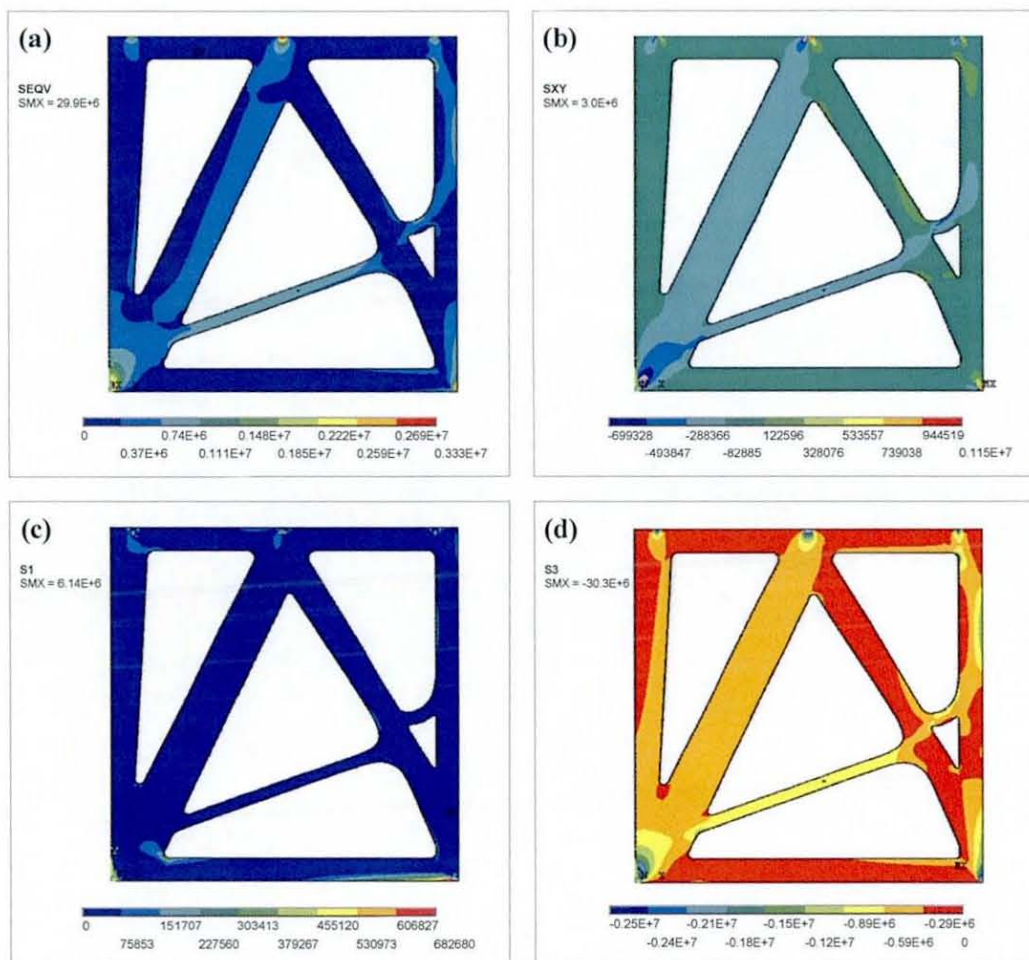 (a)
SEQV
SMX = 29.9E+6
0 0.74E+6 0.148E+7 0.222E+7 0.269E+7
0.37E+6 0.111E+7 0.185E+7 0.259E+7 0.333E+7
(b)
SXY
SMX = 3.0E+6
X MX
-699328 -288366 122596 533557 944519
-493847 -82885 328076 739038 0.115E+7
(c)
S1
SMX = 6.14E+6
0 151707 303413 455120 606827
75853 227560 379267 530973 682680
(d)
S3
SMX = -30.3E+6
-0.25E+7 -0.21E+7 -0.15E+7 -0.89E+6 -0.29E+6
-0.24E+7 -0.18E+7 -0.12E+7 -0.59E+6 0